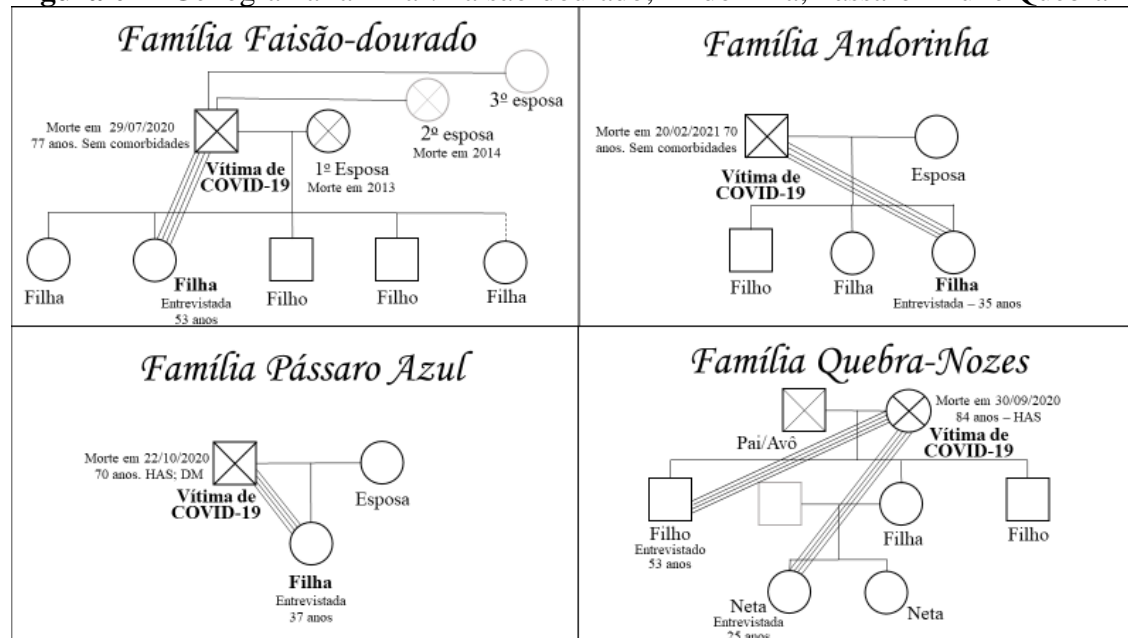 Família Faisão-dourado
3º esposa
2º esposa
Morte em 2014
Morte em 29/07/2020
77 anos. Sem comorbidades
Vítima de
COVID-19
1º Esposa
Morte em 2013
Filha
Filha
Entrevistada
53 anos
Filho
Filho
Filha
Família Andorinha
Morte em 20/02/2021 70
anos. Sem comorbidades
Vítima de
COVID-19
Esposa
Filho
Filha
Filha
Entrevistada – 35 anos
Família Pássaro Azul
Morte em 22/10/2020
70 anos. HAS; DM
Vítima de
COVID-19
Esposa
Filha
Entrevistada
37 anos
Família Quebra-Nozes
Morte em 30/09/2020
84 anos – HAS
Vítima de
COVID-19
Pai/Avô
Filho
Entrevistado
53 anos
Filha
Filho
Neta
Entrevistada
25 anos
Neta